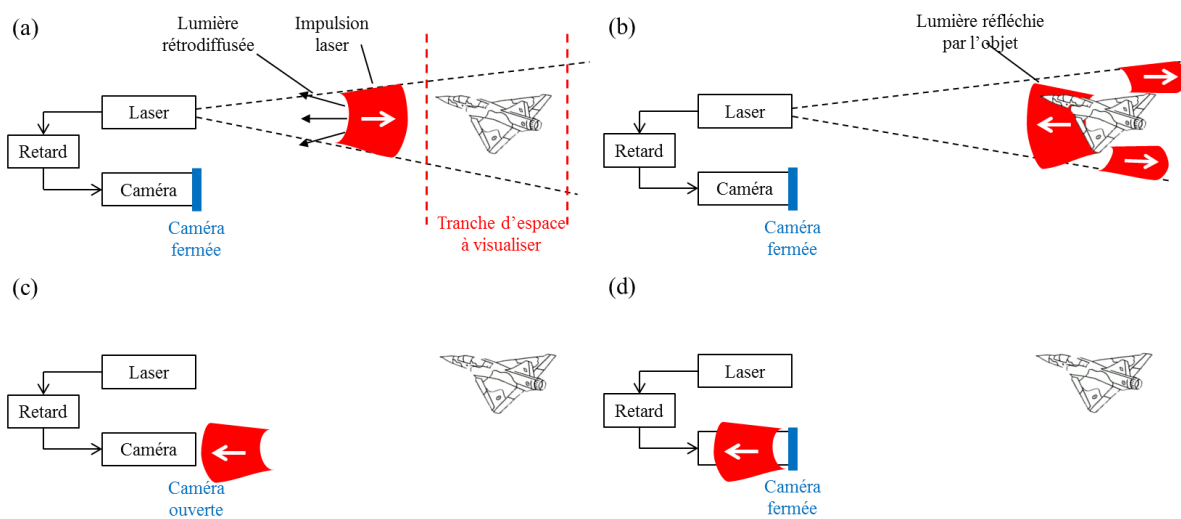 (a)
Lumière
rétrodiffusée
Impulsion
laser
Laser
Retard
Caméra
Caméra
fermée
Tranche d’espace
à visualiser
(b)
Lumière réfléchie
par l’objet
Laser
Retard
Caméra
Caméra
fermée
(c)
Laser
Retard
Caméra
Caméra
ouverte
(d)
Laser
Retard
Caméra
fermée